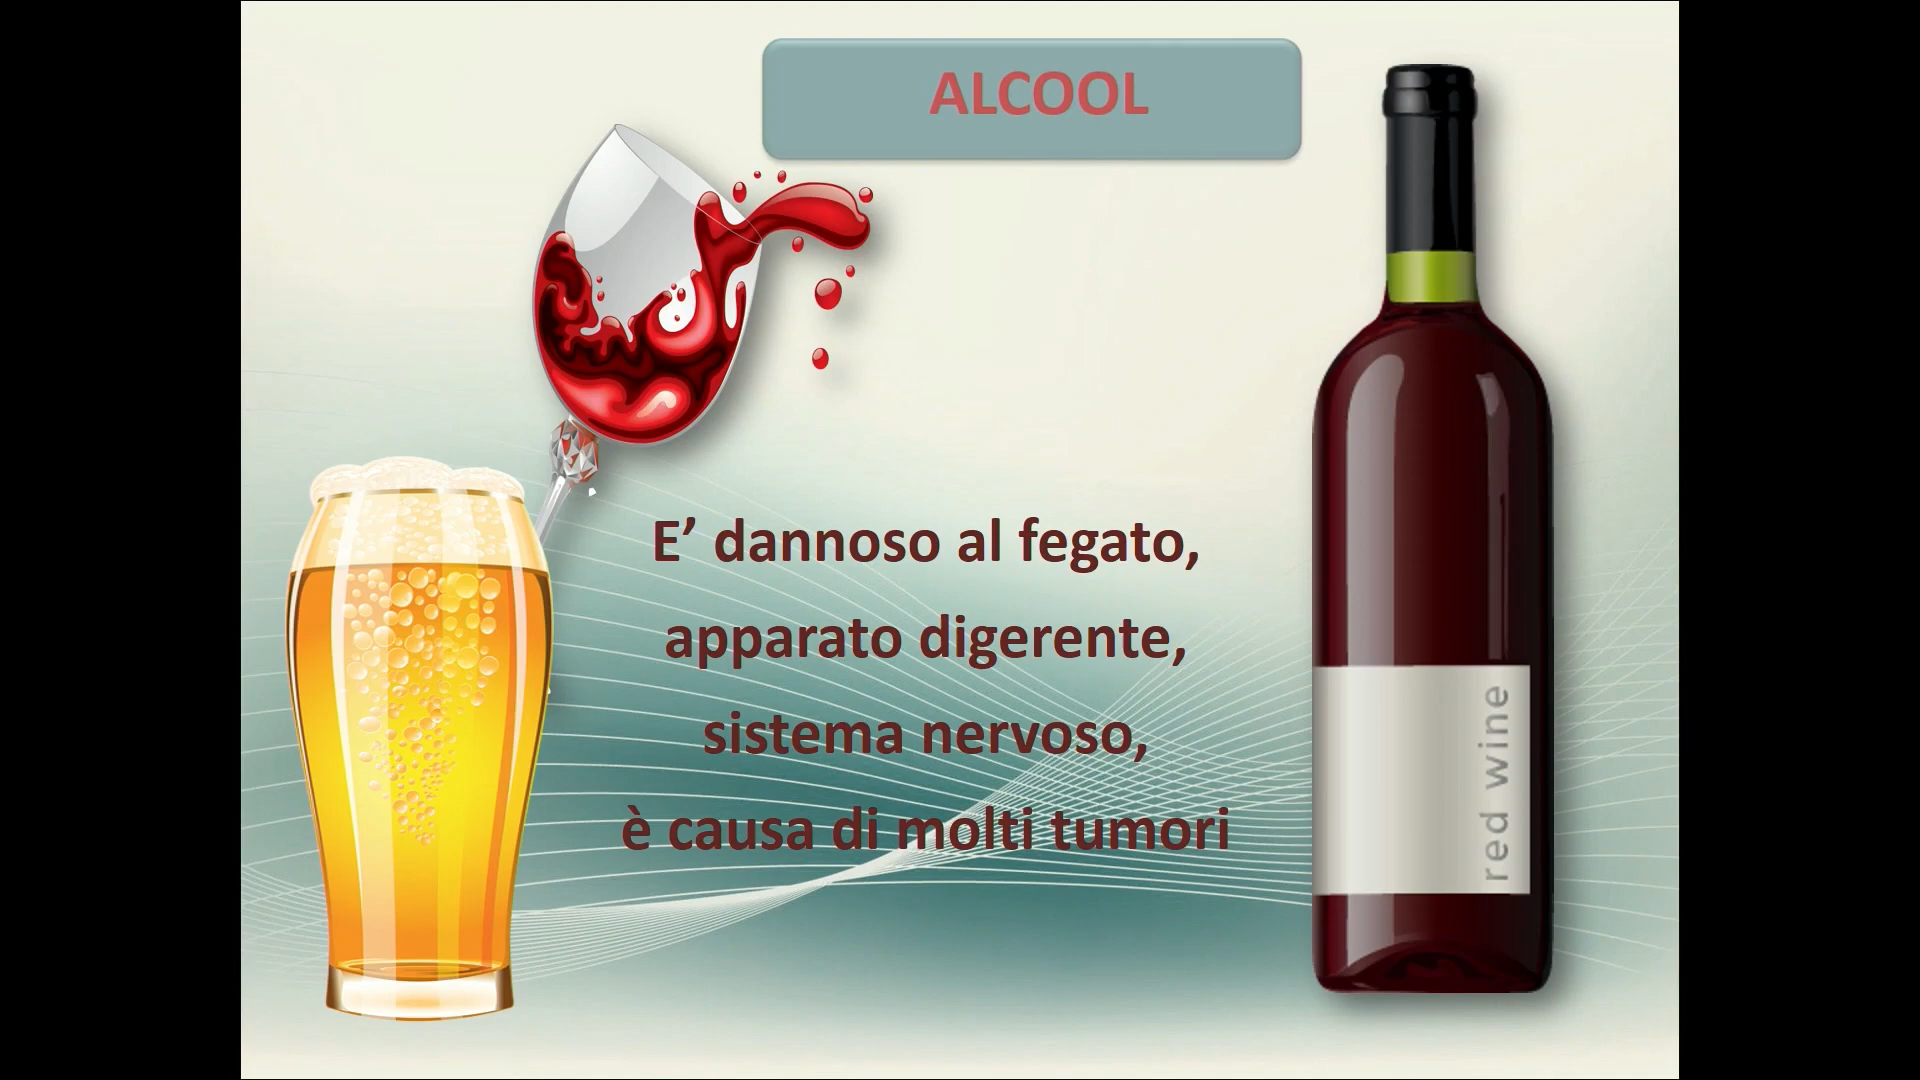 ALCOOL
E’ dannoso al fegato,
apparato digerente,
sistema nervoso,
è causa di molti tumori
red wine